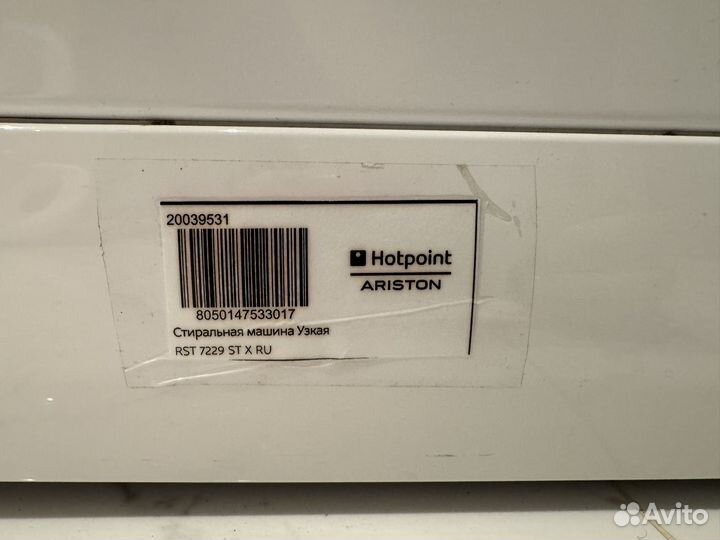 20039531
8050147533017
Hotpoint
ARISTON
Стиральная машина Узкая
RST 7229 ST X RU
Avito